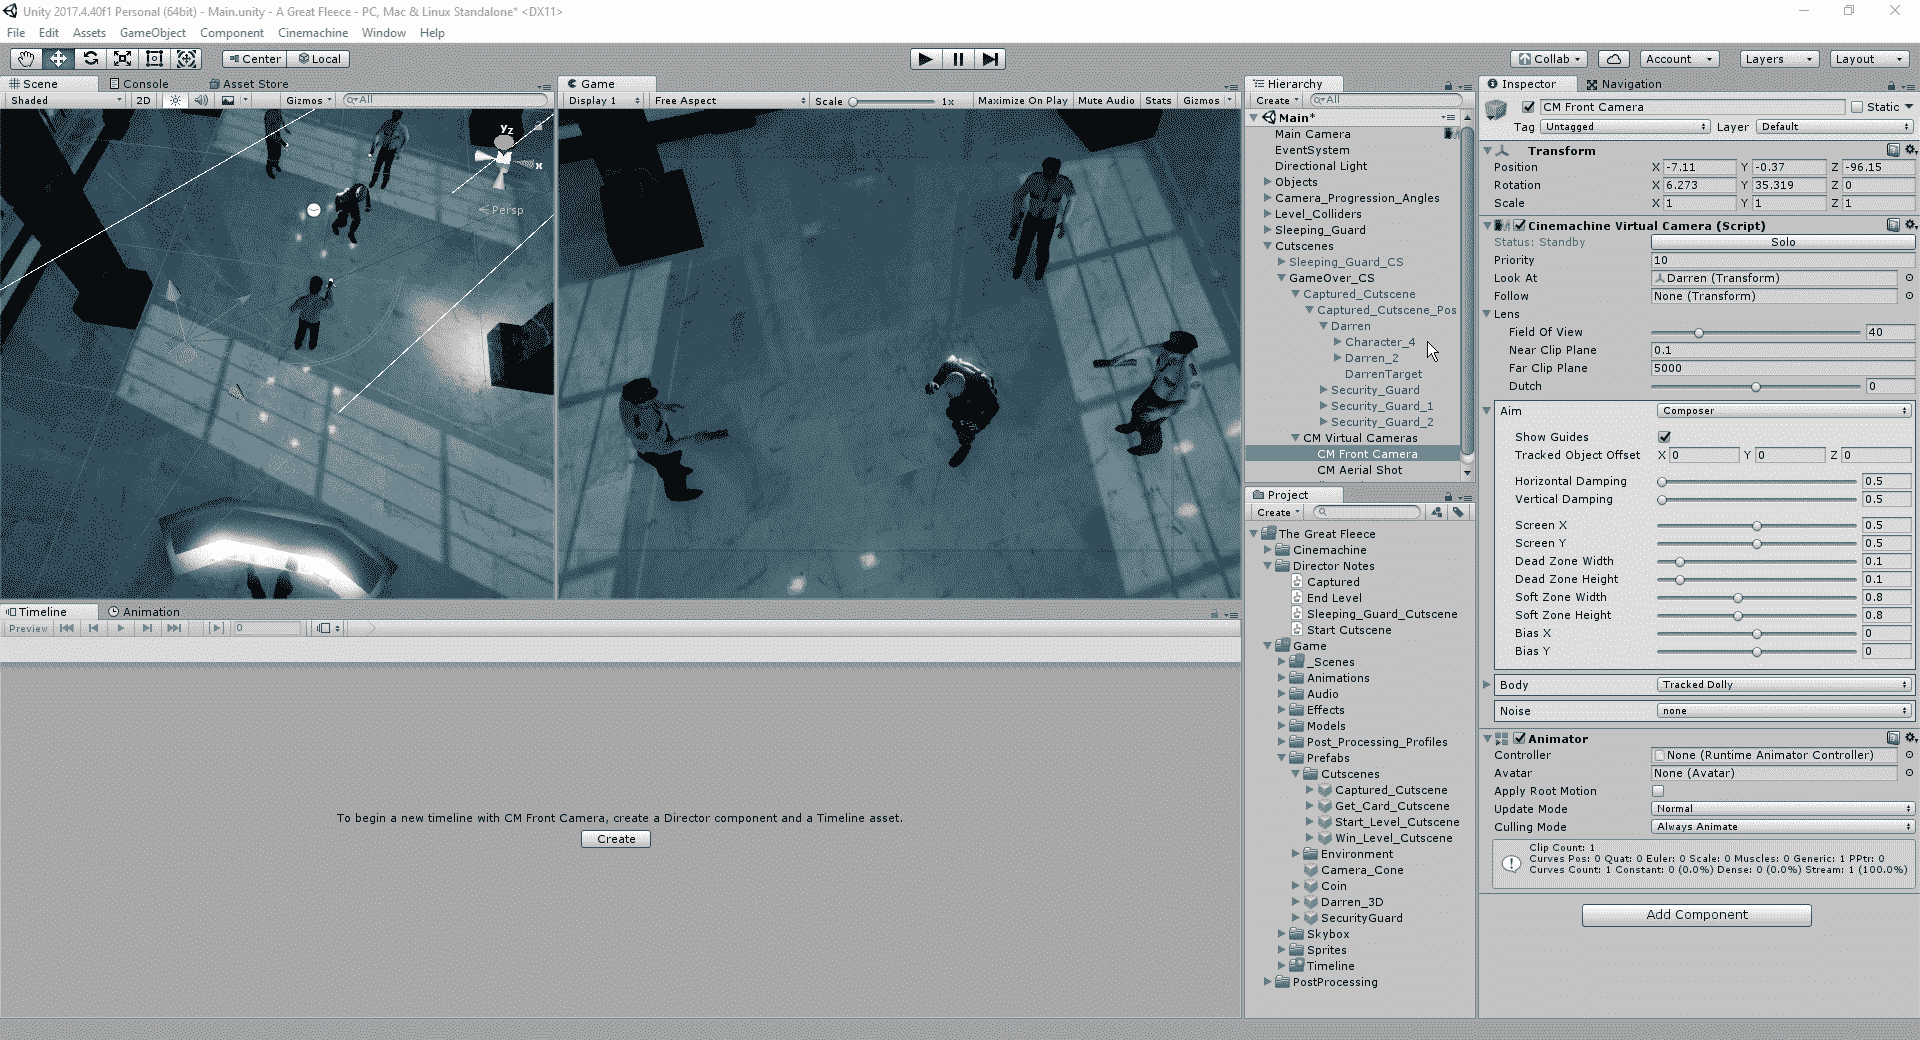 Unity 2017.4.40f1 Personal (64bit) - Main.unity - A Great Fleece - PC, Mac & Linux Standalone* <DX11>
File Edit Assets GameObject Component Cinemachine Window Help
Center Local Collab Account Layers Layout
Scene Console Asset Store
Shaded 2D Gizmos All
yz
x
Persp
Game
Display 1 Free Aspect Scale 1x Maximize On Play Mute Audio Stats Gizmos
Timeline Animation
Preview 0
To begin a new timeline with CM Front Camera, create a Director component and a Timeline asset.
Create
Hierarchy
Create All
Main*
Main Camera
EventSystem
Directional Light
Objects
Camera_Progression_Angles
Level_Colliders
Sleeping_Guard
Cutscenes
Sleeping_Guard_CS
GameOver_CS
Captured_Cutscene
Captured_Cutscene_Pos
Darren
Character_4
Darren_2
DarrenTarget
Security_Guard
Security_Guard_1
Security_Guard_2
CM Virtual Cameras
CM Front Camera
CM Aerial Shot
Project
Create
The Great Fleece
Cinemachine
Director Notes
Captured
End Level
Sleeping_Guard_Cutscene
Start Cutscene
Game
_Scenes
Animations
Audio
Effects
Models
Post_Processing_Profiles
Prefabs
Cutscenes
Captured_Cutscene
Get_Card_Cutscene
Start_Level_Cutscene
Win_Level_Cutscene
Environment
Camera_Cone
Coin
Darren_3D
SecurityGuard
Skybox
Sprites
Timeline
PostProcessing
Inspector Navigation
CM Front Camera Static
Tag Untagged Layer Default
Transform
Position X -7.11 Y -0.37 Z -96.15
Rotation X 6.273 Y 35.319 Z 0
Scale X 1 Y 1 Z 1
Cinemachine Virtual Camera (Script)
Status: Standby Solo
Priority 10
Look At Darren (Transform)
Follow None (Transform)
Lens
Field Of View 40
Near Clip Plane 0.1
Far Clip Plane 5000
Dutch 0
Aim Composer
Show Guides
Tracked Object Offset X 0 Y 0 Z 0
Horizontal Damping 0.5
Vertical Damping 0.5
Screen X 0.5
Screen Y 0.5
Dead Zone Width 0.1
Dead Zone Height 0.1
Soft Zone Width 0.8
Soft Zone Height 0.8
Bias X 0
Bias Y 0
Body Tracked Dolly
Noise none
Animator
Controller None (Runtime Animator Controller)
Avatar None (Avatar)
Apply Root Motion
Update Mode Normal
Culling Mode Always Animate
Clip Count: 1
Curves Pos: 0 Quat: 0 Euler: 0 Scale: 0 Muscles: 0 Generic: 1 PPtr: 0
Curves Count: 1 Constant: 0 (0.0%) Dense: 0 (0.0%) Stream: 1 (100.0%)
Add Component